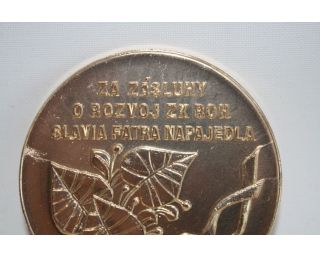 ZA ZÁSLUHY
O ROZVOJ ZK ROH
SLAVIA FATRA NAPAJEDLA